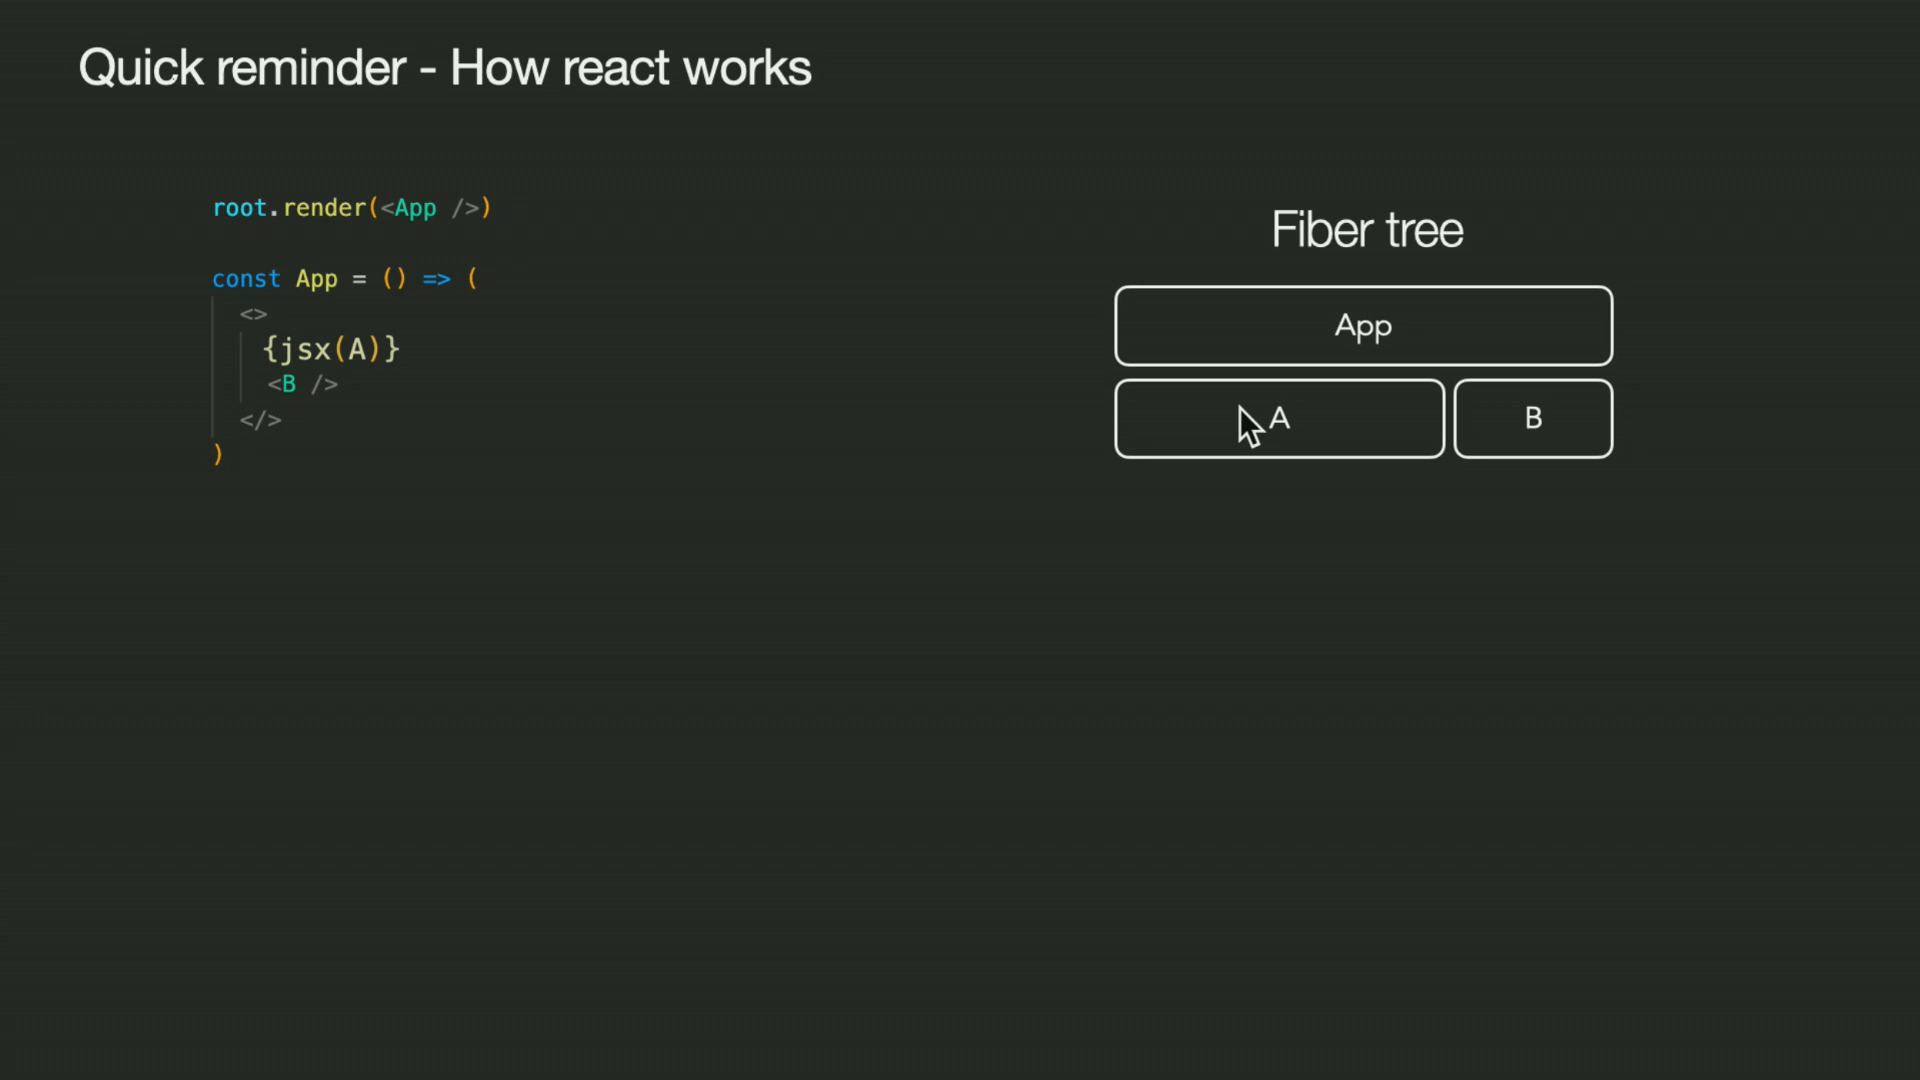 Quick reminder - How react works
root.render(<App />)
const App = () => (
<>
{jsx(A)}
<B />
</>
)
Fiber tree
App
A
B